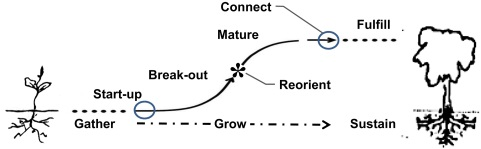 Connect
Fulfill
Mature
Break-out
Reorient
Start-up
Gather
Grow
Sustain